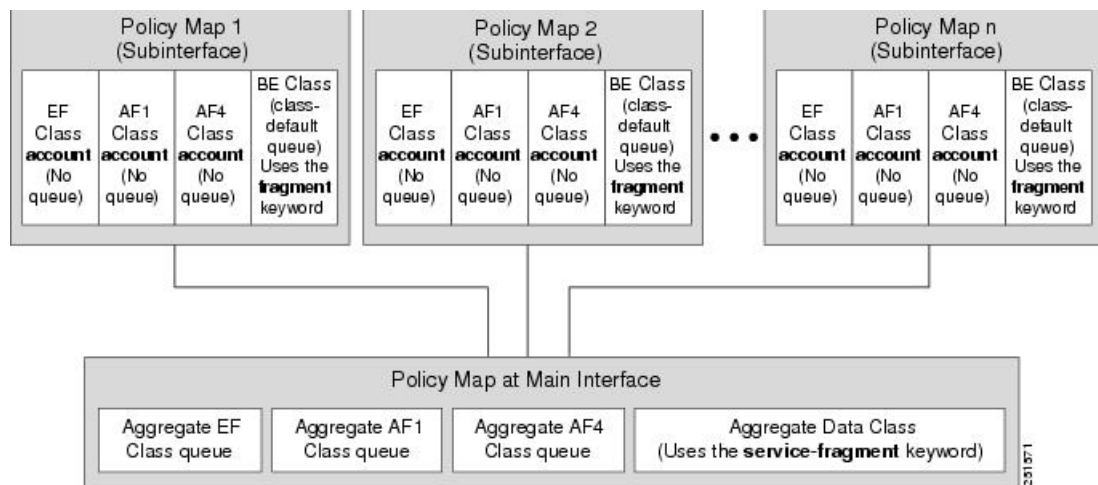 Policy Map 1
(Subinterface)
EF
Class
account
(No
queue)
AF1
Class
account
(No
queue)
AF4
Class
account
(No
queue)
BE Class
(class-
default
queue)
Uses the
fragment
keyword
Policy Map 2
(Subinterface)
EF
Class
account
(No
queue)
AF1
Class
account
(No
queue)
AF4
Class
account
(No
queue)
BE Class
(class-
default
queue)
Uses the
fragment
keyword
Policy Map n
(Subinterface)
EF
Class
account
(No
queue)
AF1
Class
account
(No
queue)
AF4
Class
account
(No
queue)
BE Class
(class-
default
queue)
Uses the
fragment
keyword
Policy Map at Main Interface
Aggregate EF
Class queue
Aggregate AF1
Class queue
Aggregate AF4
Class queue
Aggregate Data Class
(Uses the service-fragment keyword)
251571